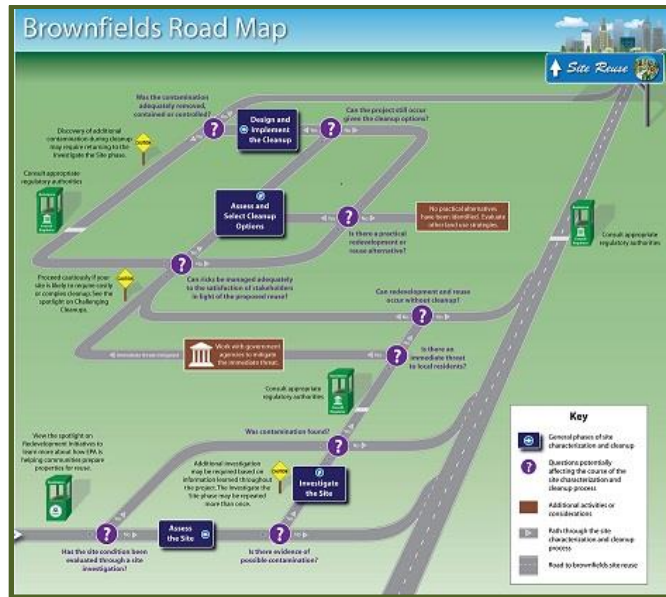 Brownfields Road Map
Site Reuse
Was the contamination
adequately removed,
contained or controlled?
Design and
Implement
the Cleanup
Can the project still occur
given the cleanup options?
Discovery of additional
contamination during cleanup
may require returning to the
Investigate the Site phase.
CAUTION
Consult appropriate
regulatory authorities
Assess and
Select Cleanup
Options
No practical alternatives
have been identified. Evaluate
other land use strategies.
Is there a practical
redevelopment or
reuse alternative?
Consult appropriate
regulatory authorities
Proceed cautiously if your
site is likely to require costly
or complex cleanup. See the
spotlight on Challenging
Cleanups.
CAUTION
Can risks be managed adequately
to the satisfaction of stakeholders
in light of the proposed reuse?
Can redevelopment and reuse
occur without cleanup?
Immediate threat mitigated
Work with government
agencies to mitigate
the immediate threat.
Is there an
immediate threat
to local residents?
Consult appropriate
regulatory authorities
View the spotlight on
Redevelopment Initiatives to
learn more about how EPA is
helping communities prepare
properties for reuse.
Was contamination found?
Additional investigation
may be required based on
information learned throughout
the project. The Investigate the
Site phase may be repeated
more than once.
CAUTION
Investigate
the Site
Assess
the Site
Has the site condition been
evaluated through a site
investigation?
Is there evidence of
possible contamination?
Key
General phases of site
characterization and cleanup
Questions potentially
affecting the course of the
site characterization and
cleanup process
Additional activities or
considerations
Path through the site
characterization and cleanup
process
Road to brownfields site reuse